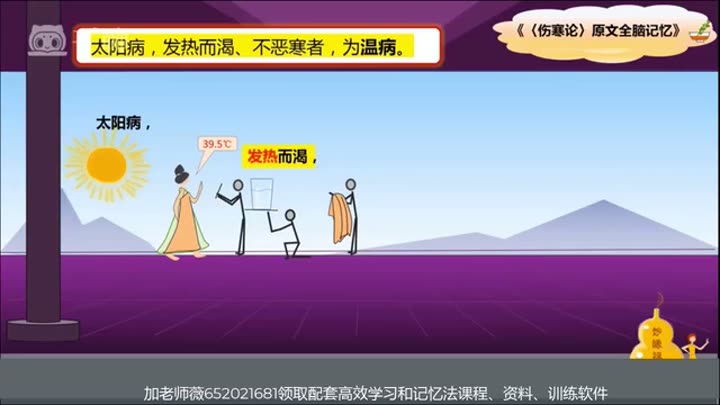 太阳病，发热而渴、不恶寒者，为温病。
《〈伤寒论〉原文全脑记忆》
太阳病，
39.5℃
发热而渴，
加老师薇652021681领取配套高效学习和记忆法课程、资料、训练软件